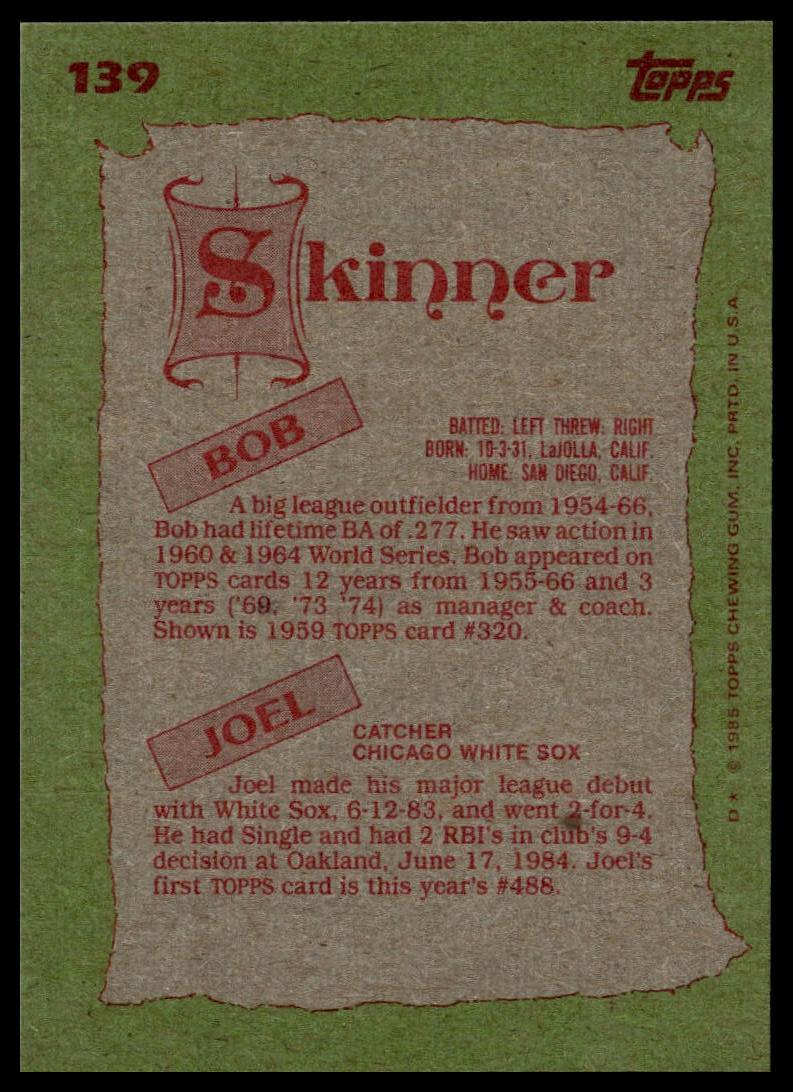 139
TOPPS
Skinner
BOB
BATTED: LEFT THREW: RIGHT
BORN: 10-3-31, LaJOLLA, CALIF.
HOME: SAN DIEGO, CALIF.
A big league outfielder from 1954-66,
Bob had lifetime BA of .277. He saw action in
1960 & 1964 World Series. Bob appeared on
TOPPS cards 12 years from 1955-66 and 3
years ('69, '73 '74) as manager & coach.
Shown is 1959 TOPPS card #320.
JOEL
CATCHER
CHICAGO WHITE SOX
Joel made his major league debut
with White Sox, 6-12-83, and went 2-for-4.
He had Single and had 2 RBI's in club's 9-4
decision at Oakland, June 17, 1984. Joel's
first TOPPS card is this year's #488.
D★ © 1985 TOPPS CHEWING GUM, INC. PRTD. IN U.S.A.